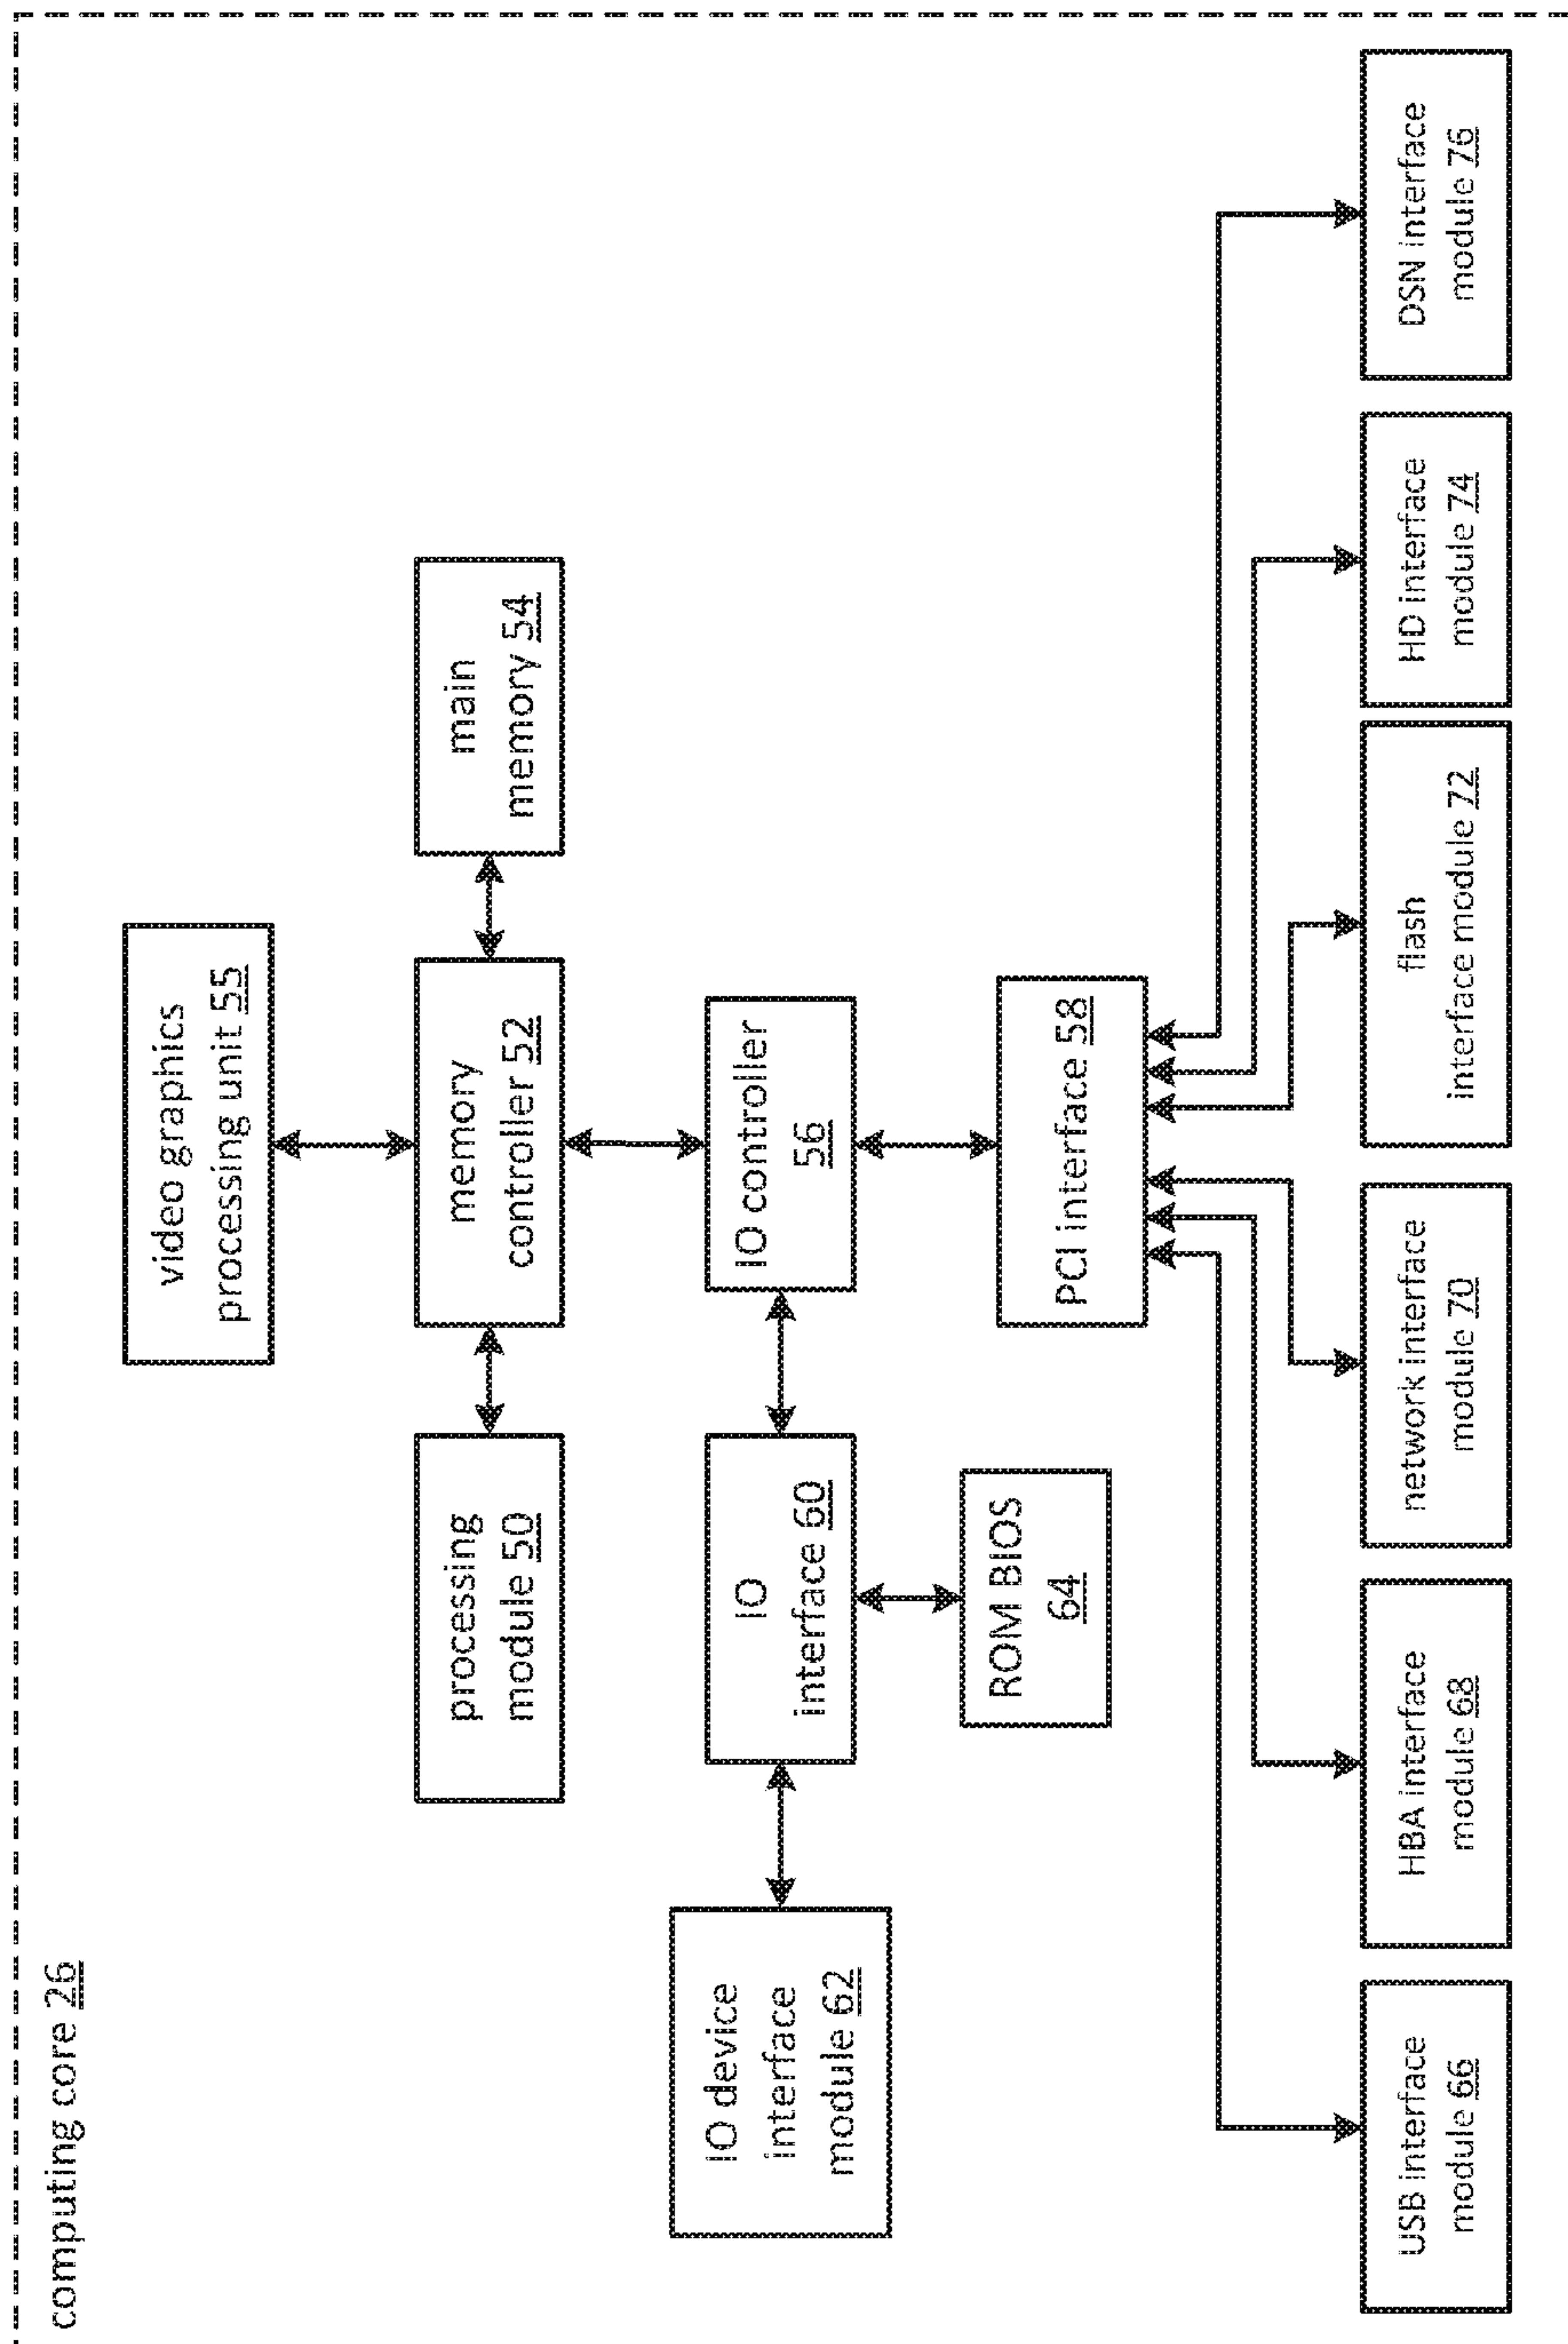 computing core 26
video graphics
processing unit 55
processing
module 50
memory
controller 52
main
memory 54
IO device
interface
module 62
IO
interface 60
IO controller
56
ROM BIOS
64
PCI interface 58
USB interface
module 66
HBA interface
module 68
network interface
module 70
flash
interface module 72
HD interface
module 74
DSN interface
module 76